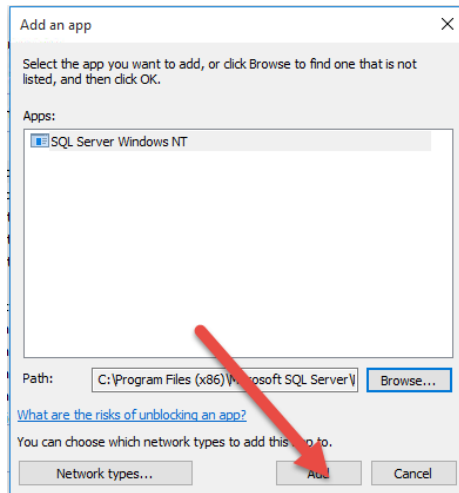 Add an app
Select the app you want to add, or click Browse to find one that is not
listed, and then click OK.
Apps:
SQL Server Windows NT
Path:
C:\Program Files (x86)\ SQL Server\
Browse...
What are the risks of unblocking an app?
You can choose which network types to add this app to.
Network types...
Add
Cancel